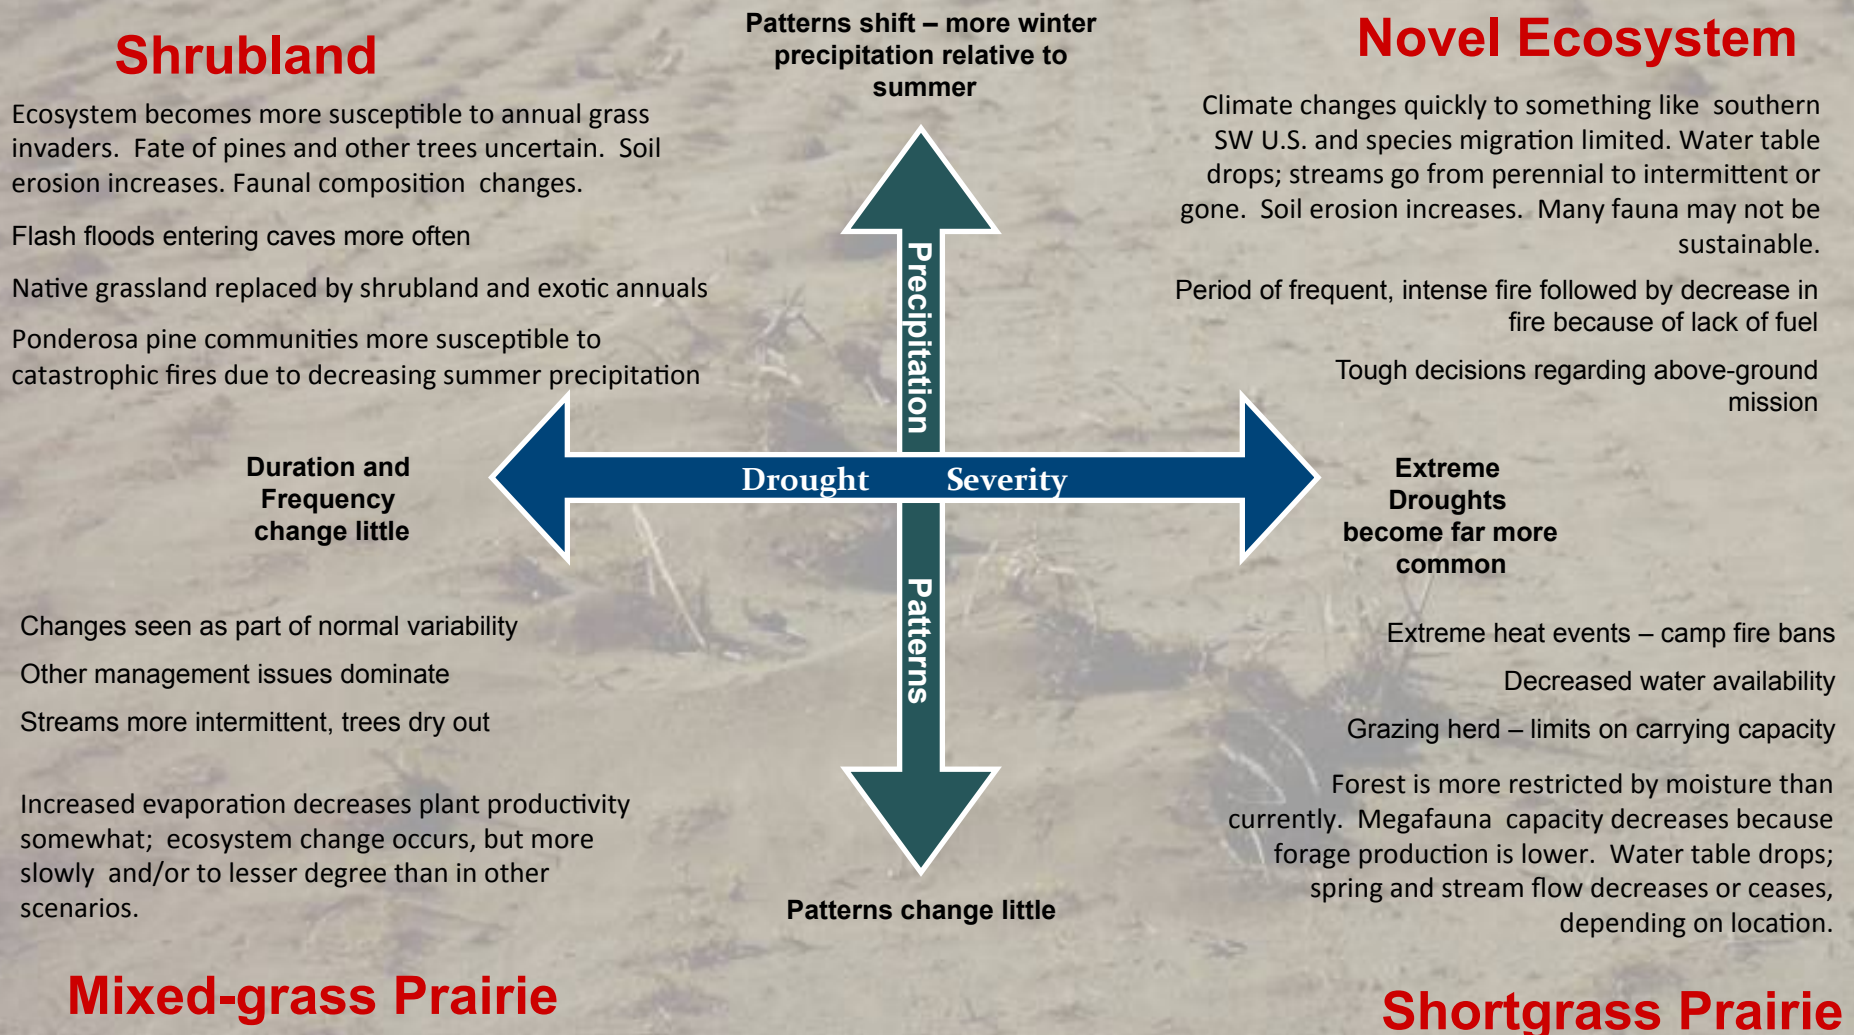 Patterns shift – more winter
precipitation relative to
summer
Shrubland
Ecosystem becomes more susceptible to annual grass
invaders. Fate of pines and other trees uncertain. Soil
erosion increases. Faunal composition changes.
Flash floods entering caves more often
Native grassland replaced by shrubland and exotic annuals
Ponderosa pine communities more susceptible to
catastrophic fires due to decreasing summer precipitation
Novel Ecosystem
Climate changes quickly to something like southern
SW U.S. and species migration limited. Water table
drops; streams go from perennial to intermittent or
gone. Soil erosion increases. Many fauna may not be
sustainable.
Period of frequent, intense fire followed by decrease in
fire because of lack of fuel
Tough decisions regarding above-ground
mission
Precipitation
Duration and
Frequency
change little
Drought Severity
Extreme
Droughts
become far more
common
Patterns
Changes seen as part of normal variability
Other management issues dominate
Streams more intermittent, trees dry out
Increased evaporation decreases plant productivity
somewhat; ecosystem change occurs, but more
slowly and/or to lesser degree than in other
scenarios.
Mixed-grass Prairie
Patterns change little
Extreme heat events – camp fire bans
Decreased water availability
Grazing herd – limits on carrying capacity
Forest is more restricted by moisture than
currently. Megafauna capacity decreases because
forage production is lower. Water table drops;
spring and stream flow decreases or ceases,
depending on location.
Shortgrass Prairie